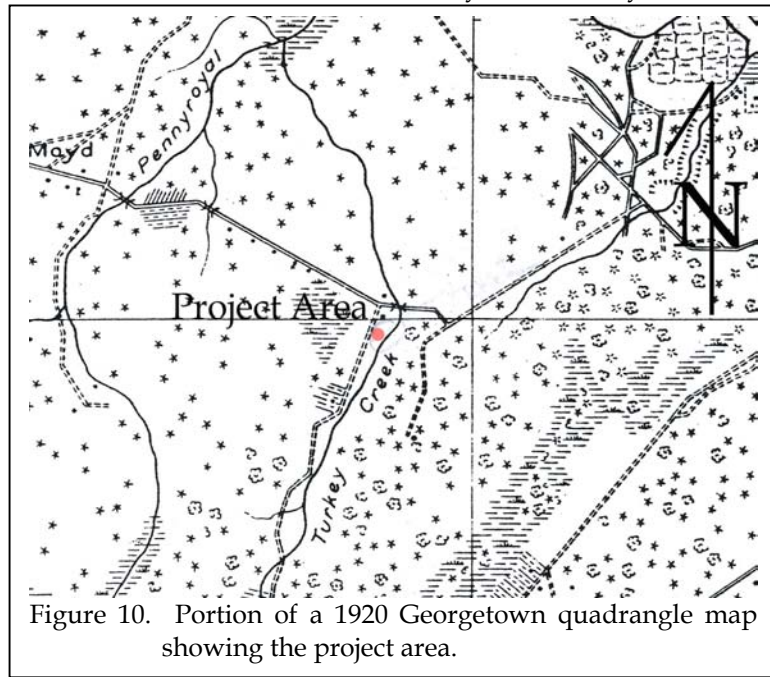 Pennyroyal
Moyd
N
Project Area
Turkey Creek
Figure 10. Portion of a 1920 Georgetown quadrangle map
showing the project area.